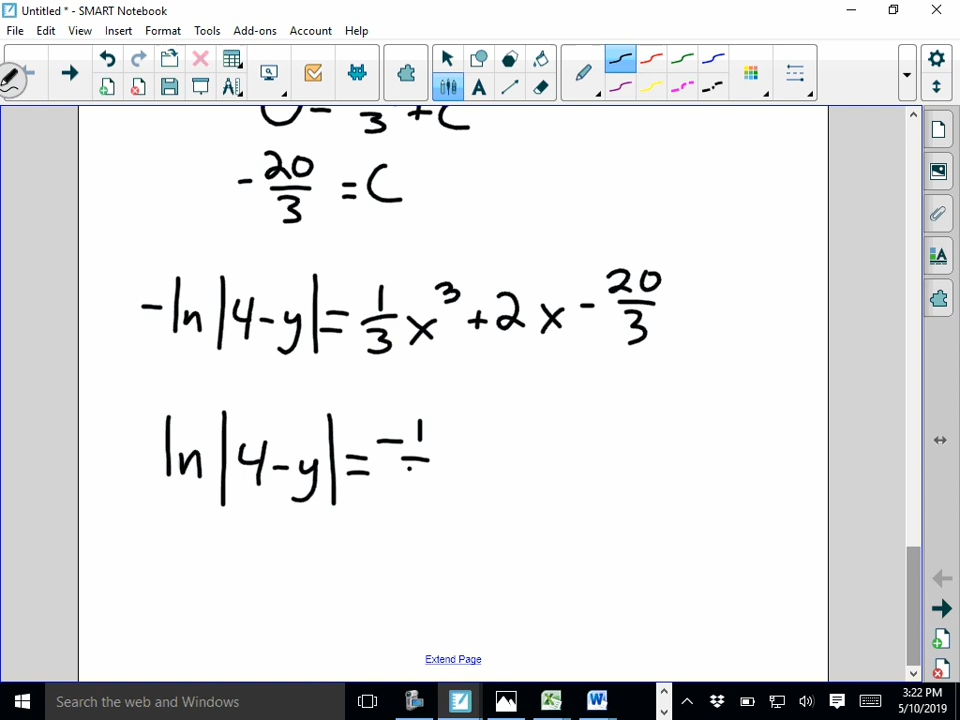 Untitled * - SMART Notebook
File Edit View Insert Format Tools Add-ons Account Help
3 + C
- 20/3 = C
-ln|4-y| = 1/3 x³ + 2x - 20/3
ln|4-y| = -1
Extend Page
Search the web and Windows
3:22 PM
5/10/2019